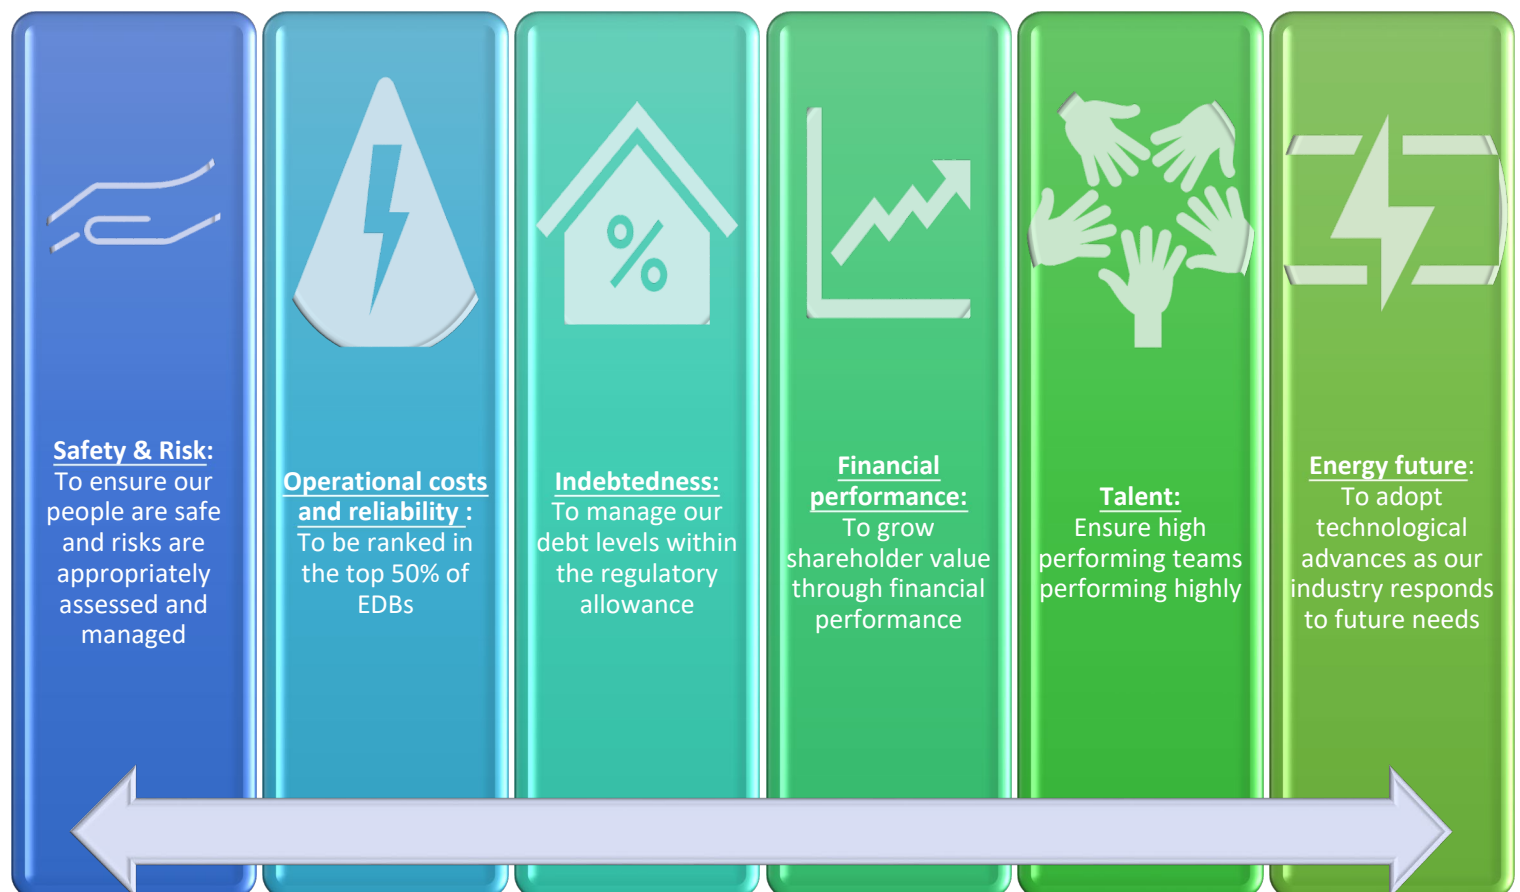 Safety & Risk:
To ensure our
people are safe
and risks are
appropriately
assessed and
managed
Operational costs
and reliability :
To be ranked in
the top 50% of
EDBs
%
Indebtedness:
To manage our
debt levels within
the regulatory
allowance
Financial
performance:
To grow
shareholder value
through financial
performance
Talent:
Ensure high
performing teams
performing highly
Energy future:
To adopt
technological
advances as our
industry responds
to future needs